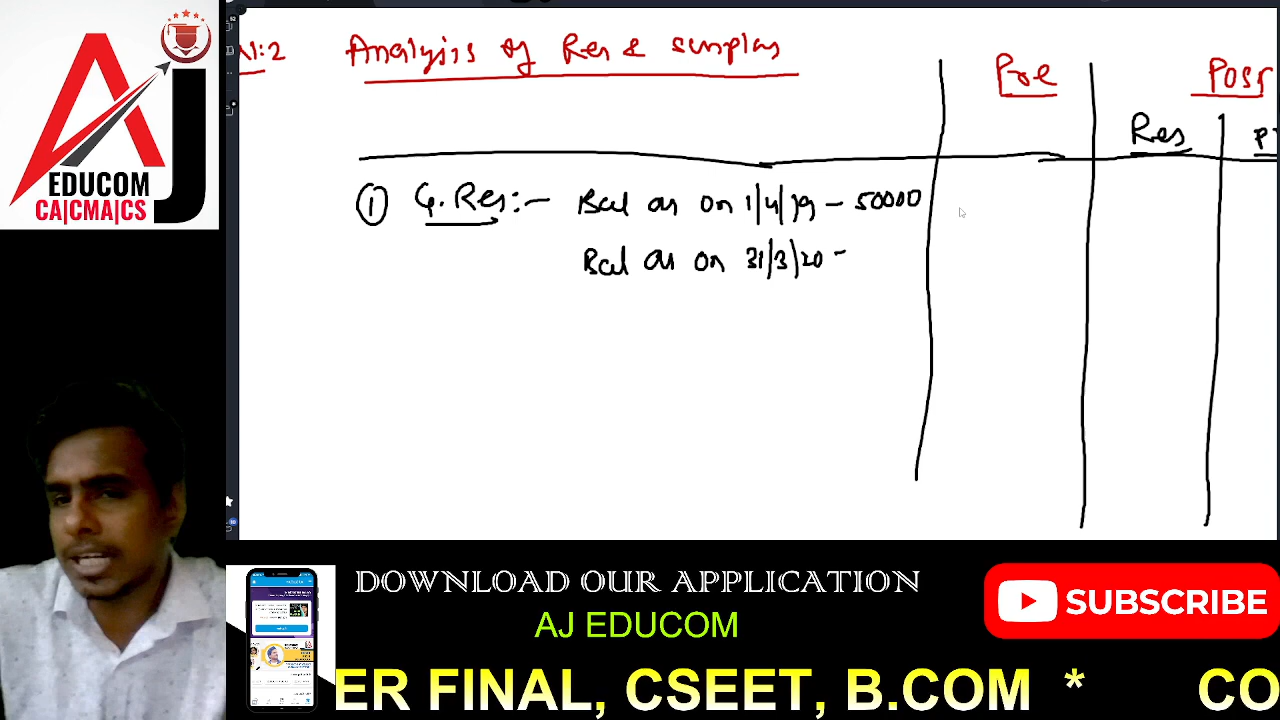 Analysis of Res & surplus
Pre
Post
Res
① G.Res:- Bal as on 1/4/19 - 50000
Bal as on 31/3/20 -
AJ
EDUCOM
CA|CMA|CS
DOWNLOAD OUR APPLICATION
AJ EDUCOM
SUBSCRIBE
ER FINAL, CSEET, B.COM * CO